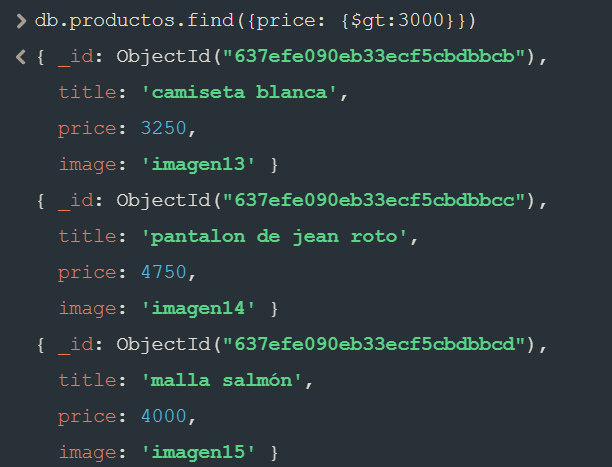 > db.productos.find({price: {$gt:3000}})
< { _id: ObjectId("637efe090eb33ecf5cbdbbcb"),
title: 'camiseta blanca',
price: 3250,
image: 'imagen13' }
{ _id: ObjectId("637efe090eb33ecf5cbdbbcc"),
title: 'pantalon de jean roto',
price: 4750,
image: 'imagen14' }
{ _id: ObjectId("637efe090eb33ecf5cbdbbcd"),
title: 'malla salmón',
price: 4000,
image: 'imagen15' }